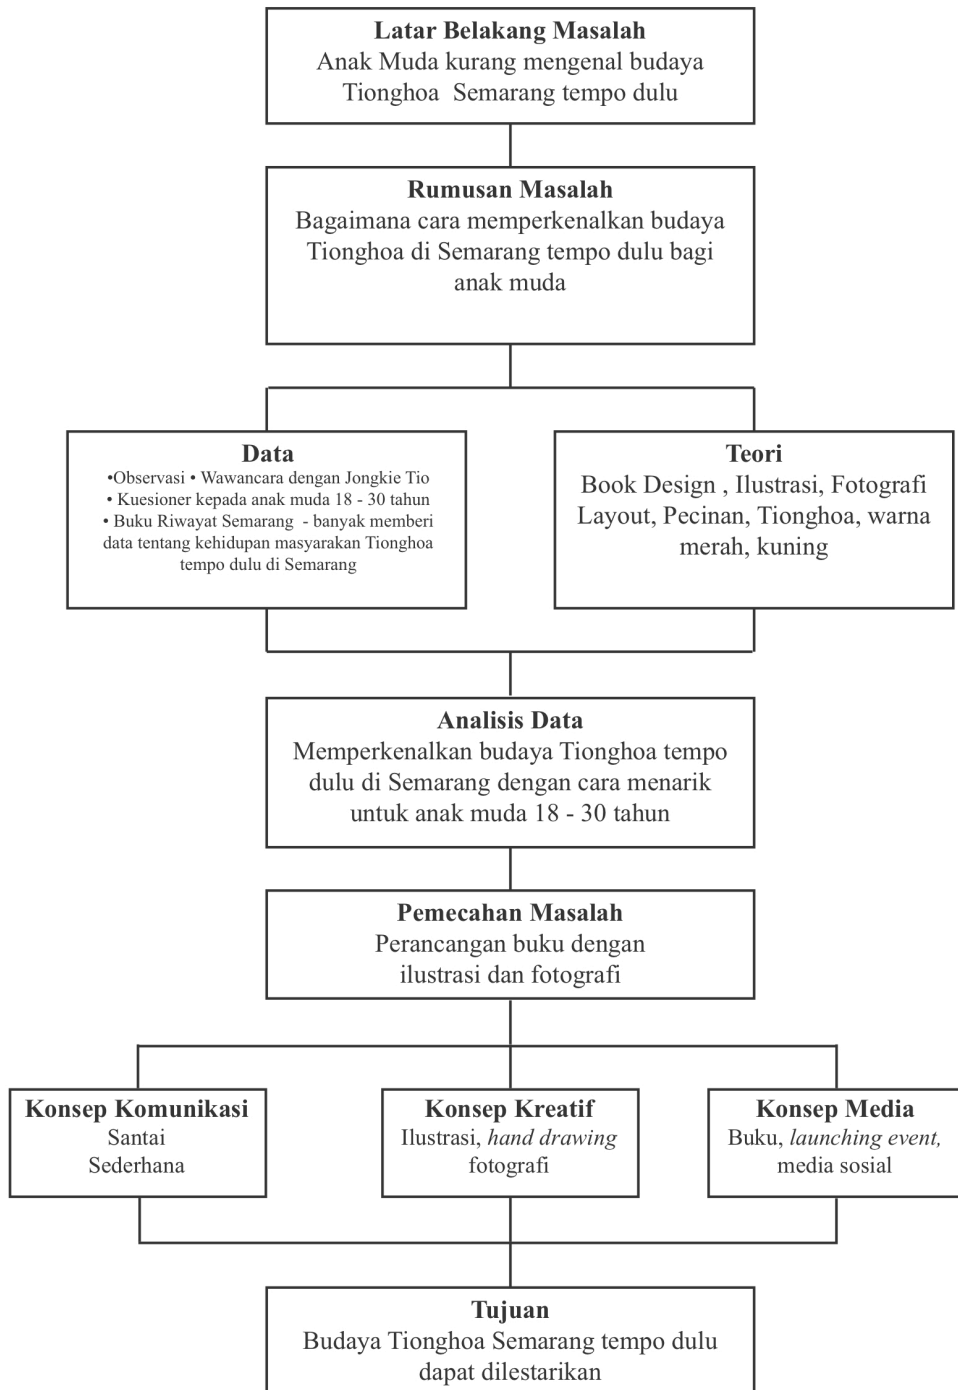 Latar Belakang Masalah
Anak Muda kurang mengenal budaya
Tionghoa Semarang tempo dulu
Rumusan Masalah
Bagaimana cara memperkenalkan budaya
Tionghoa di Semarang tempo dulu bagi
anak muda
Data
•Observasi • Wawancara dengan Jongkie Tio
• Kuesioner kepada anak muda 18 - 30 tahun
• Buku Riwayat Semarang - banyak memberi
data tentang kehidupan masyarakan Tionghoa
tempo dulu di Semarang
Teori
Book Design , Ilustrasi, Fotografi
Layout, Pecinan, Tionghoa, warna
merah, kuning
Analisis Data
Memperkenalkan budaya Tionghoa tempo
dulu di Semarang dengan cara menarik
untuk anak muda 18 - 30 tahun
Pemecahan Masalah
Perancangan buku dengan
ilustrasi dan fotografi
Konsep Komunikasi
Santai
Sederhana
Konsep Kreatif
Ilustrasi, hand drawing
fotografi
Konsep Media
Buku, launching event,
media sosial
Tujuan
Budaya Tionghoa Semarang tempo dulu
dapat dilestarikan